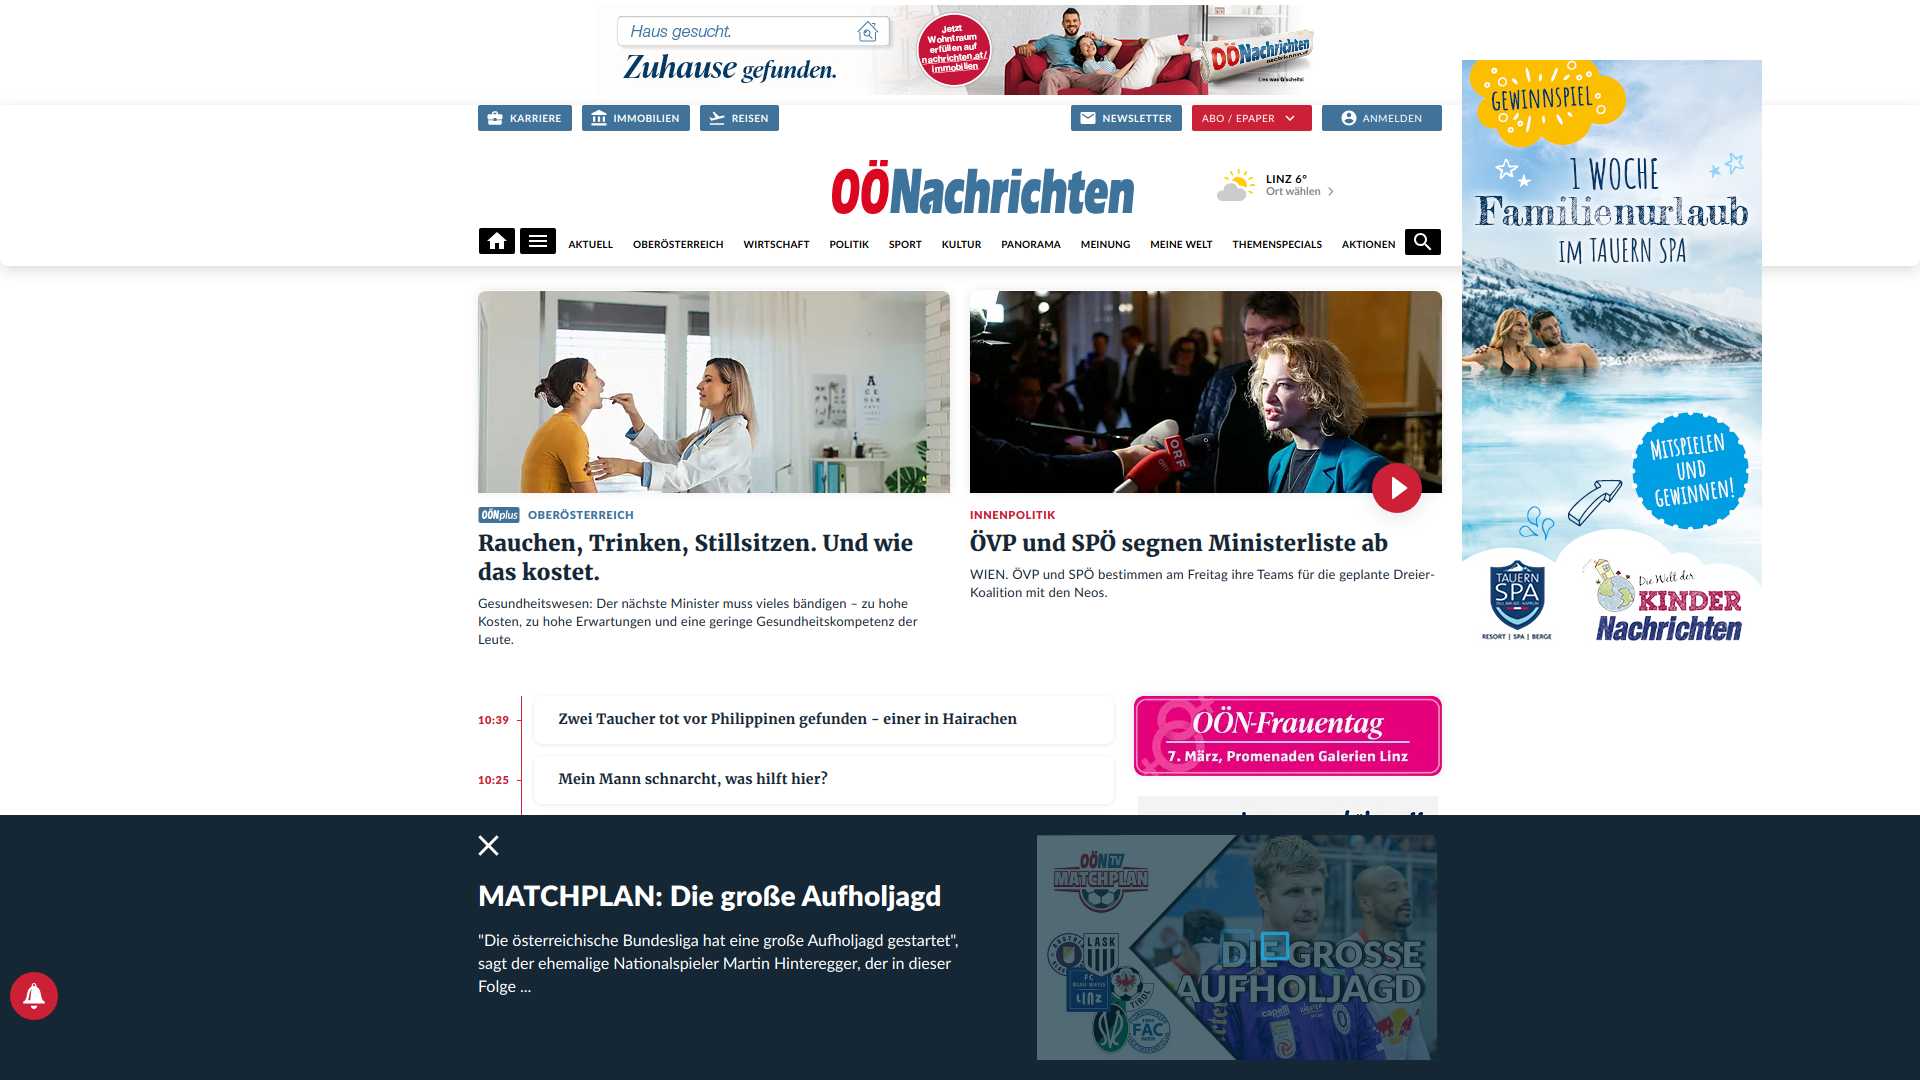 Haus gesucht.
Zuhause gefunden.
Jetzt
Wohntraum
erfüllen auf
nachrichten.at/
immobilien
OÖNachrichten
KARRIERE
IMMOBILIEN
REISEN
NEWSLETTER
ABO / EPAPER
ANMELDEN
OÖNachrichten
LINZ 6°
Ort wählen
AKTUELL
OBERÖSTERREICH
WIRTSCHAFT
POLITIK
SPORT
KULTUR
PANORAMA
MEINUNG
MEINE WELT
THEMENSPECIALS
AKTIONEN
GEWINNSPIEL
1 WOCHE
Familienurlaub
IM TAUERN SPA
MITSPIELEN
UND
GEWINNEN!
TAUERN
SPA
RESORT | SPA | BERGE
Die Welt der
KINDER
Nachrichten
ORF
OÖNplus OBERÖSTERREICH
Rauchen, Trinken, Stillsitzen. Und wie
das kostet.
Gesundheitswesen: Der nächste Minister muss vieles bändigen – zu hohe
Kosten, zu hohe Erwartungen und eine geringe Gesundheitskompetenz der
Leute.
INNENPOLITIK
ÖVP und SPÖ segnen Ministerliste ab
WIEN. ÖVP und SPÖ bestimmen am Freitag ihre Teams für die geplante Dreier-
Koalition mit den Neos.
10:39 Zwei Taucher tot vor Philippinen gefunden - einer in Hairachen
10:25 Mein Mann schnarcht, was hilft hier?
OÖN-Frauentag
7. März, Promenaden Galerien Linz
MATCHPLAN: Die große Aufholjagd
"Die österreichische Bundesliga hat eine große Aufholjagd gestartet",
sagt der ehemalige Nationalspieler Martin Hinteregger, der in dieser
Folge ...
OÖN TV
MATCHPLAN
LASK
LINZ
TIROL
FAC
DIE GROSSE
AUFHOLJAGD
capelli